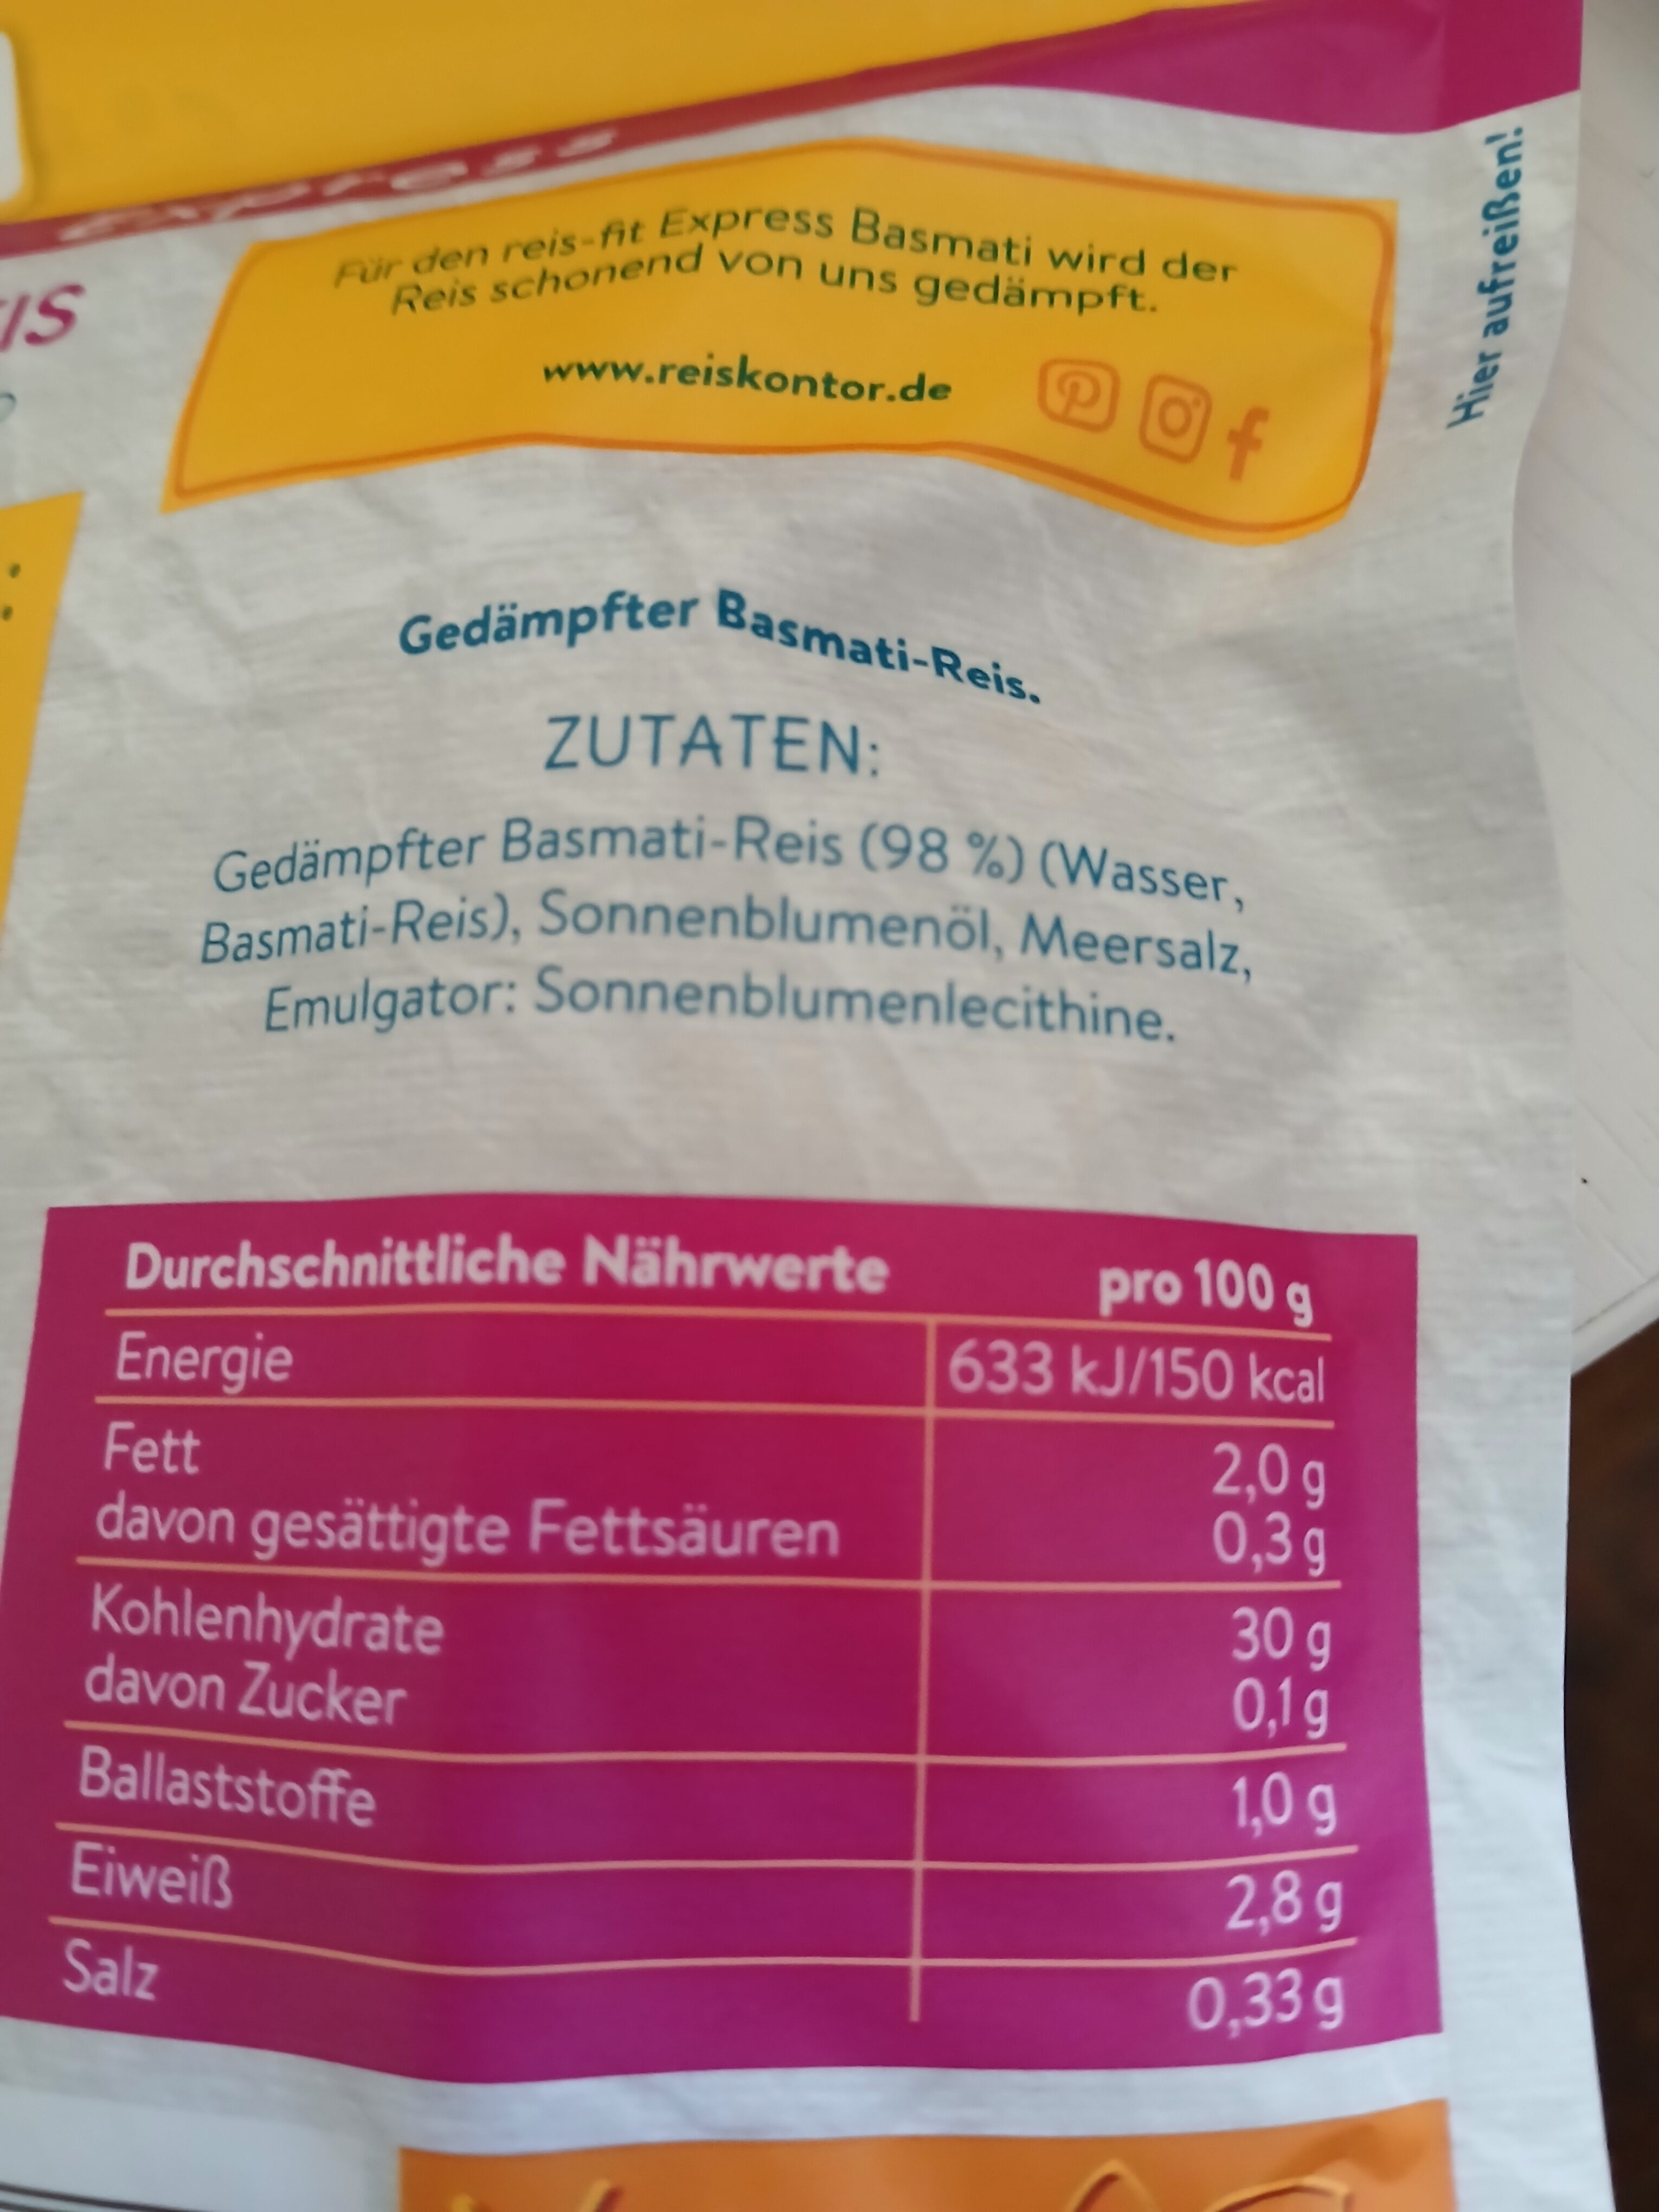 express
IS
Für den reis-fit Express Basmati wird der
Reis schonend von uns gedämpft.
www.reiskontor.de
Hier aufreißen!
Gedämpfter Basmati-Reis.
ZUTATEN:
Gedämpfter Basmati-Reis (98 %) (Wasser,
Basmati-Reis), Sonnenblumenöl, Meersalz,
Emulgator: Sonnenblumenlecithine.
Durchschnittliche Nährwerte pro 100 g
Energie 633 kJ/150 kcal
Fett 2,0 g
davon gesättigte Fettsäuren 0,3 g
Kohlenhydrate 30 g
davon Zucker 0,1 g
Ballaststoffe 1,0 g
Eiweiß 2,8 g
Salz 0,33 g